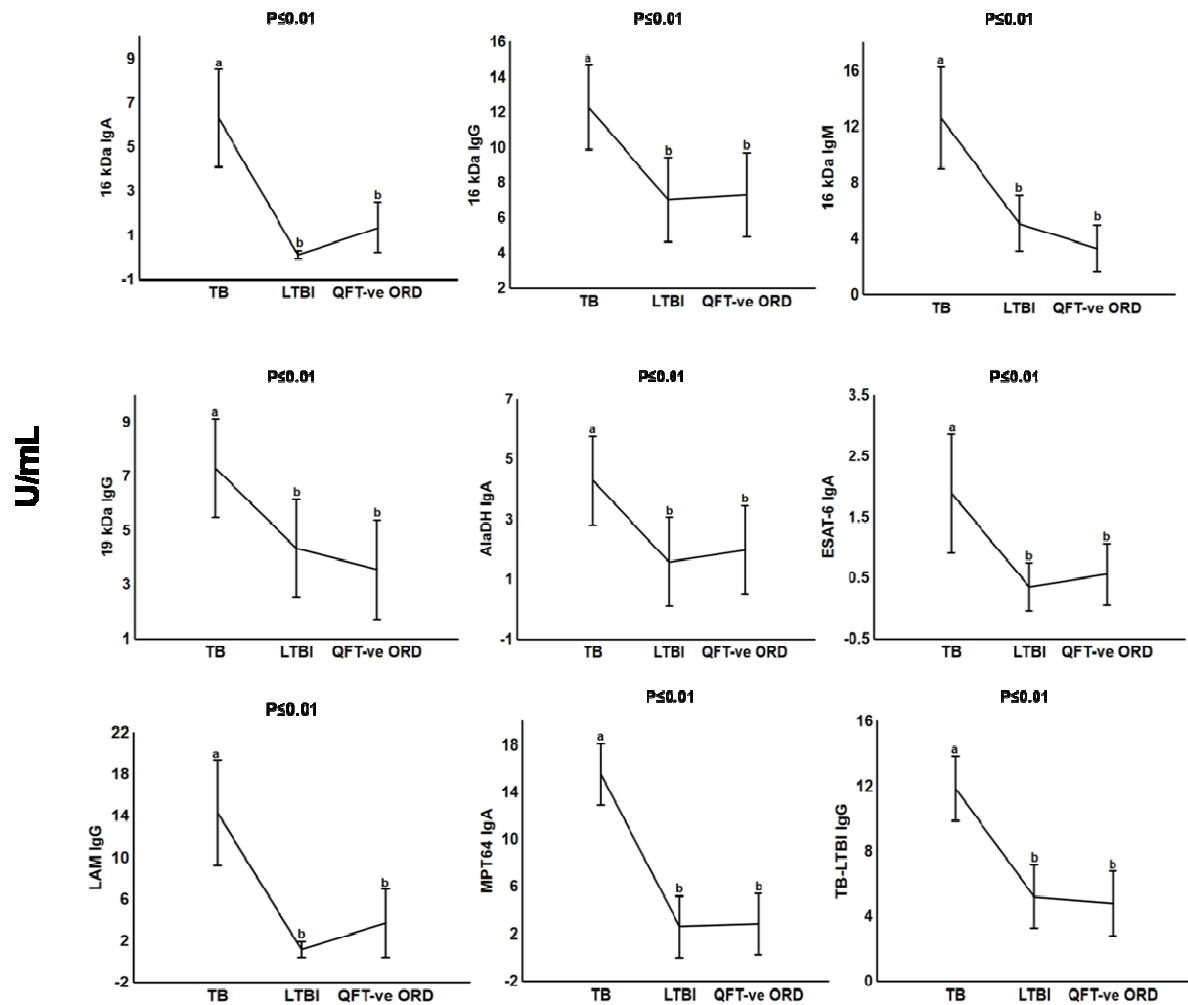 P≤0.01
P≤0.01
P≤0.01
16 kDa IgA
9
7
5
3
1
-1
a
b
b
TB LTBI QFT-ve ORD
16 kDa IgG
16
14
12
10
8
6
4
2
a
b
b
TB LTBI QFT-ve ORD
16 kDa IgM
16
12
8
4
0
a
b
b
TB LTBI QFT-ve ORD
U/mL
P≤0.01
P≤0.01
P≤0.01
19 kDa IgG
9
7
5
3
1
a
b
b
TB LTBI QFT-ve ORD
AlaDH IgA
7
5
3
1
-1
a
b
b
TB LTBI QFT-ve ORD
ESAT-6 IgA
3.5
2.5
1.5
0.5
-0.5
a
b
b
TB LTBI QFT-ve ORD
P≤0.01
P≤0.01
P≤0.01
LAM IgG
22
18
14
10
6
2
-2
a
b
b
TB LTBI QFT-ve ORD
MPT64 IgA
18
14
10
6
2
-2
a
b
b
TB LTBI QFT-ve ORD
TB-LTBI IgG
16
12
8
4
0
a
b
b
TB LTBI QFT-ve ORD